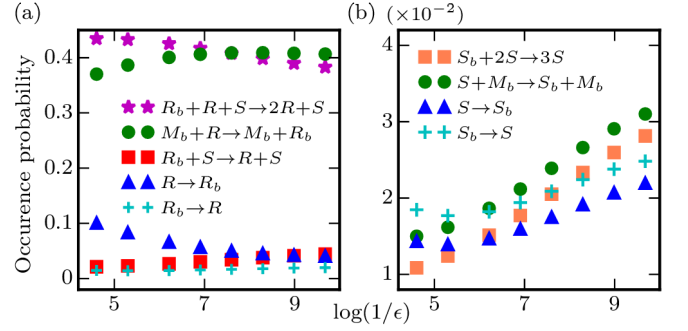 (a)
(b) (×10⁻²)
Occurence probability
0.4
0.2
0.1
0
R_b+R+S→2R+S
M_b+R→M_b+R_b
R_b+S→R+S
R→R_b
R_b→R
5 7 9
4
3
2
1
S_b+2S→3S
S+M_b→S_b+M_b
S→S_b
S_b→S
5 7 9
log(1/ϵ)